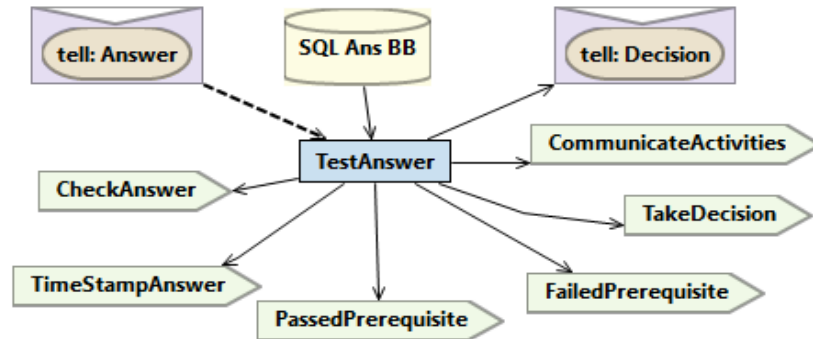 tell: Answer
SQL Ans BB
tell: Decision
CommunicateActivities
TestAnswer
CheckAnswer
TakeDecision
TimeStampAnswer
FailedPrerequisite
PassedPrerequisite